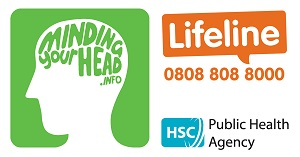 MINDING
your
HEAD
.INFO
Lifeline
0808 808 8000
HSC Public Health
Agency